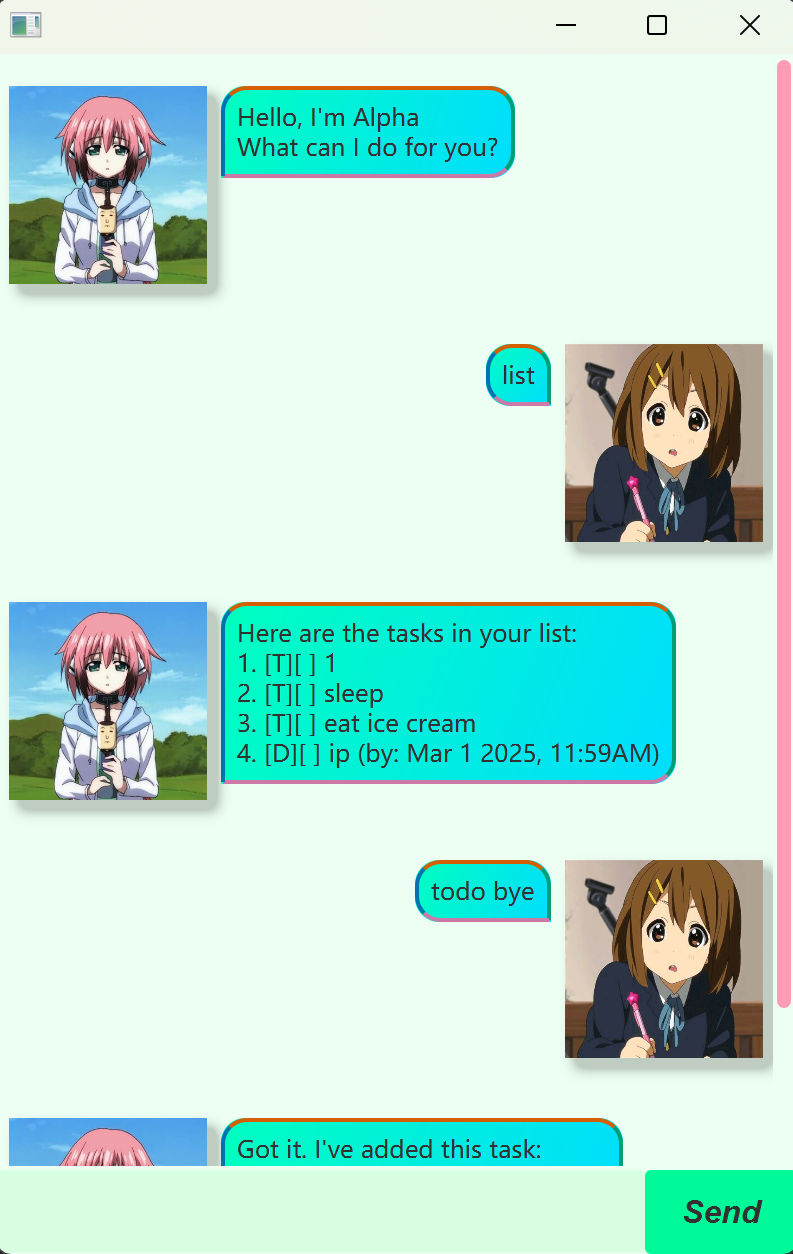 Hello, I'm Alpha
What can I do for you?
list
Here are the tasks in your list:
1. [T][ ] 1
2. [T][ ] sleep
3. [T][ ] eat ice cream
4. [D][ ] ip (by: Mar 1 2025, 11:59AM)
todo bye
Got it. I've added this task:
Send